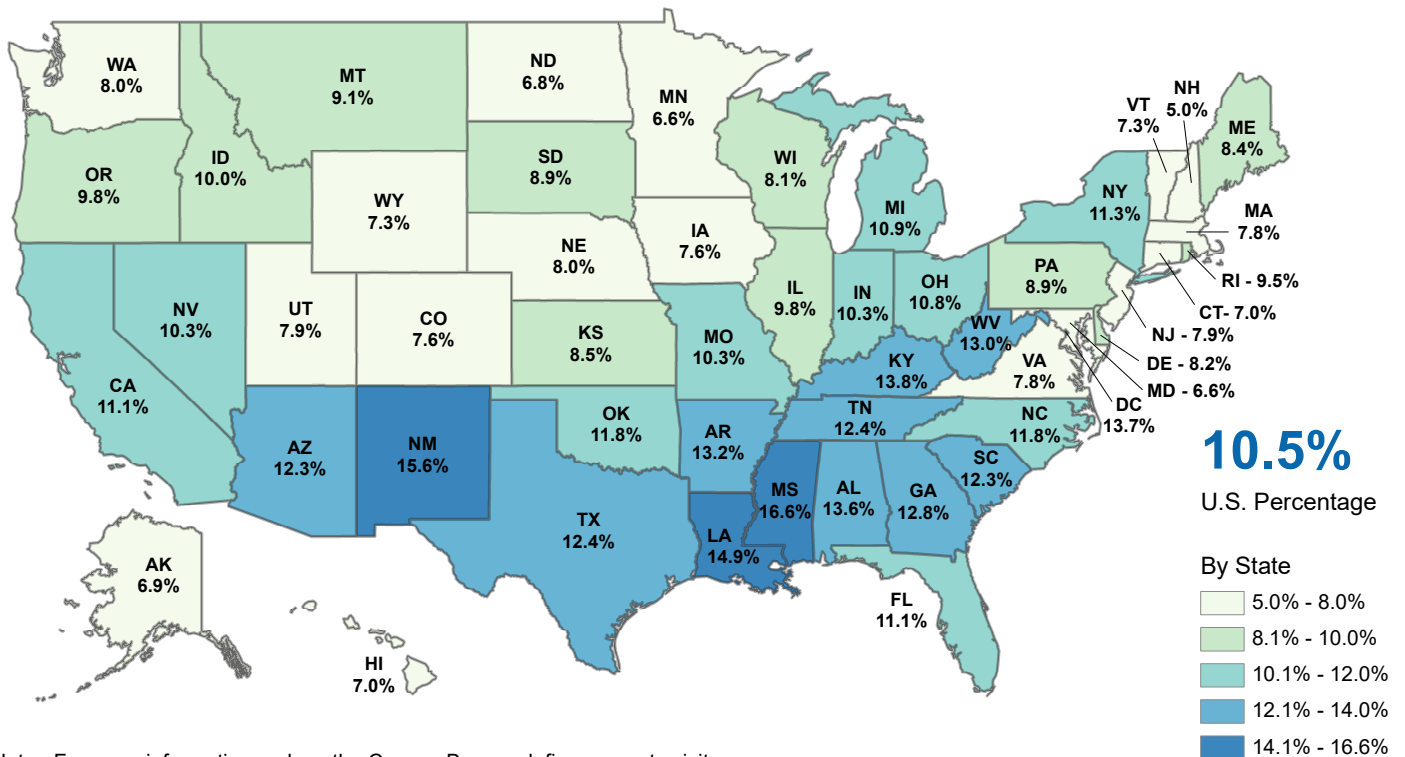 WA
8.0%
MT
9.1%
ND
6.8%
MN
6.6%
VT
7.3%
NH
5.0%
ME
8.4%
OR
9.8%
ID
10.0%
SD
8.9%
WI
8.1%
NY
11.3%
WY
7.3%
MI
10.9%
MA
7.8%
NE
8.0%
IA
7.6%
PA
8.9%
RI - 9.5%
NV
10.3%
UT
7.9%
CO
7.6%
IL
9.8%
IN
10.3%
OH
10.8%
CT- 7.0%
KS
8.5%
MO
10.3%
WV
13.0%
NJ - 7.9%
KY
13.8%
VA
7.8%
DE - 8.2%
MD - 6.6%
CA
11.1%
DC
13.7%
OK
11.8%
TN
12.4%
NC
11.8%
AZ
12.3%
NM
15.6%
AR
13.2%
SC
12.3%
MS
16.6%
AL
13.6%
GA
12.8%
TX
12.4%
LA
14.9%
AK
6.9%
FL
11.1%
HI
7.0%
10.5%
U.S. Percentage
By State
5.0% - 8.0%
8.1% - 10.0%
10.1% - 12.0%
12.1% - 14.0%
14.1% - 16.6%